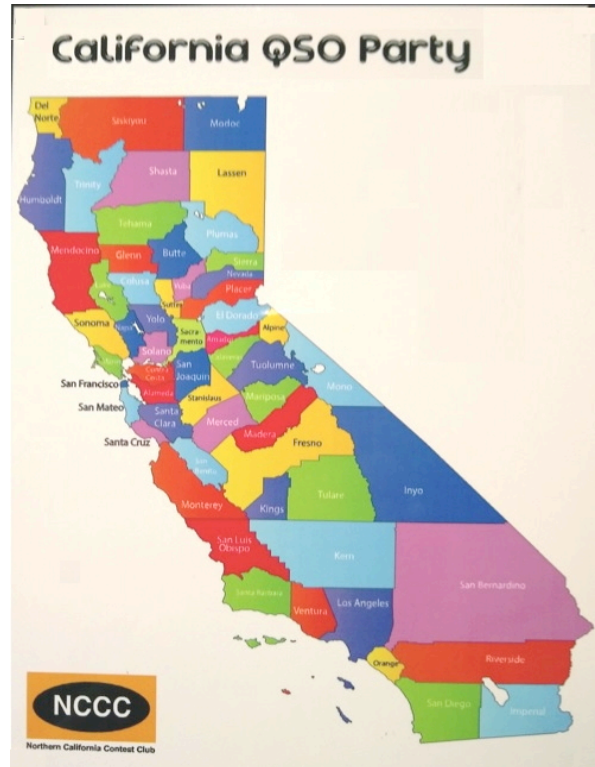 California QSO Party
Del
Norte
Siskiyou
Modoc
Humboldt
Trinity
Shasta
Lassen
Tehama
Plumas
Mendocino
Glenn
Butte
Sierra
Nevada
Lake
Colusa
Yuba
Placer
Sutter
Sonoma
Napa
Yolo
El Dorado
Alpine
Sacra-
mento
Amador
Marin
Solano
Calaveras
Contra
Costa
San
Joaquin
Tuolumne
Mono
San Francisco
Alameda
Stanislaus
Mariposa
San Mateo
Santa
Clara
Merced
Madera
Santa Cruz
Fresno
San
Benito
Monterey
Kings
Tulare
Inyo
San Luis
Obispo
Kern
San Bernardino
Santa Barbara
Ventura
Los Angeles
Orange
Riverside
San Diego
Imperial
NCCC
Northern California Contest Club